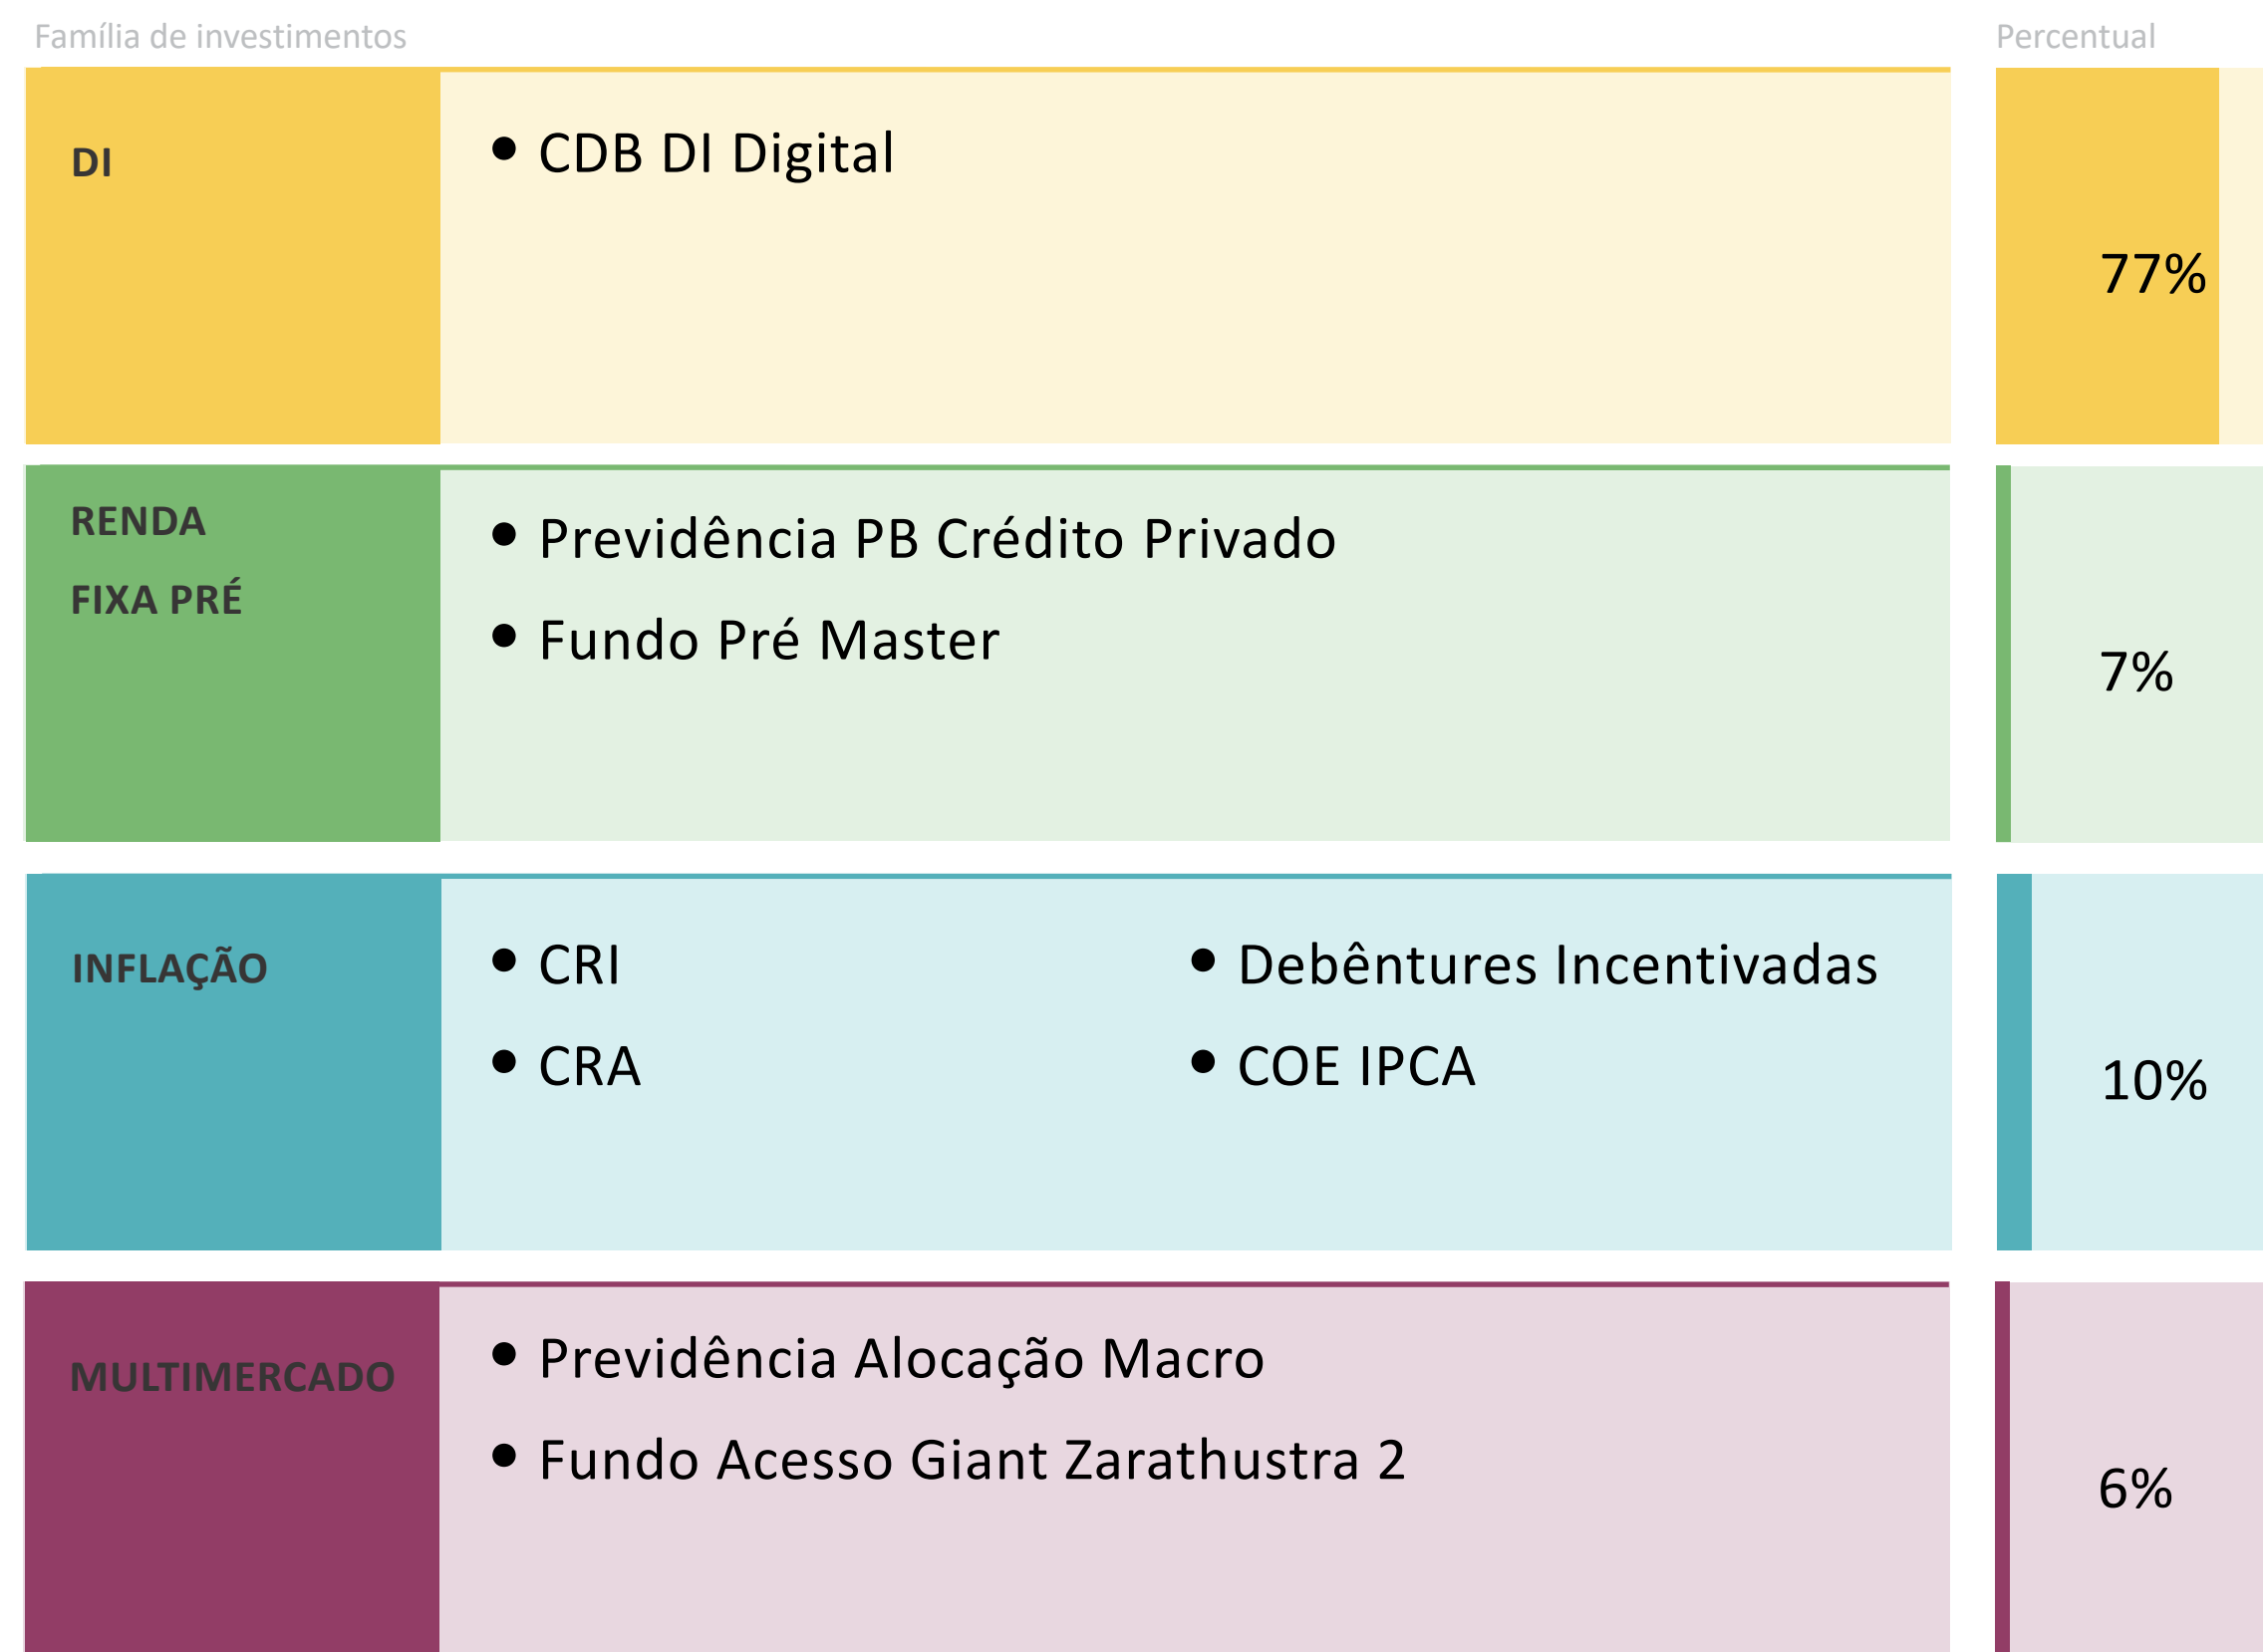 Família de investimentos
Percentual
DI
• CDB DI Digital
77%
RENDA
FIXA PRÉ
• Previdência PB Crédito Privado
• Fundo Pré Master
7%
INFLAÇÃO
• CRI
• CRA
• Debêntures Incentivadas
• COE IPCA
10%
MULTIMERCADO
• Previdência Alocação Macro
• Fundo Acesso Giant Zarathustra 2
6%